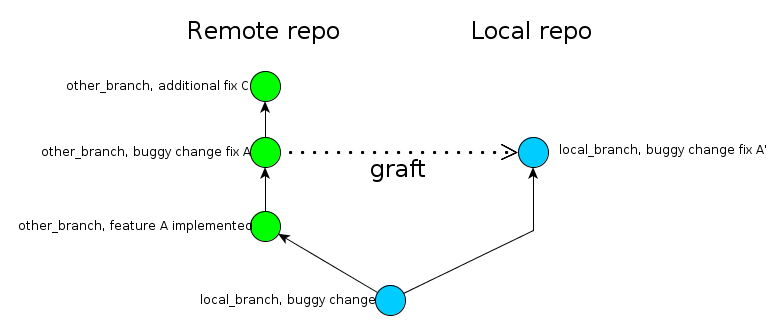 Remote repo
Local repo
other_branch, additional fix C
other_branch, buggy change fix A
local_branch, buggy change fix A'
graft
other_branch, feature A implemented
local_branch, buggy change